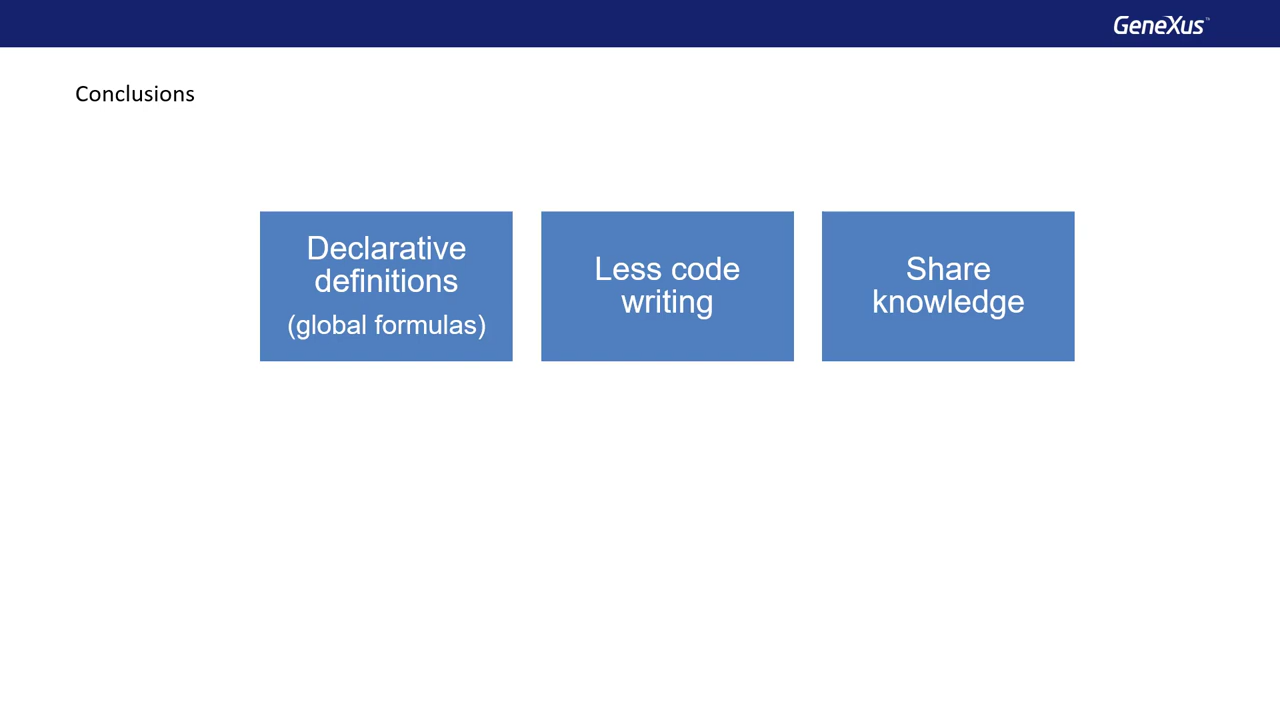 GeneXus™
Conclusions
Declarative
definitions
(global formulas)
Less code
writing
Share
knowledge